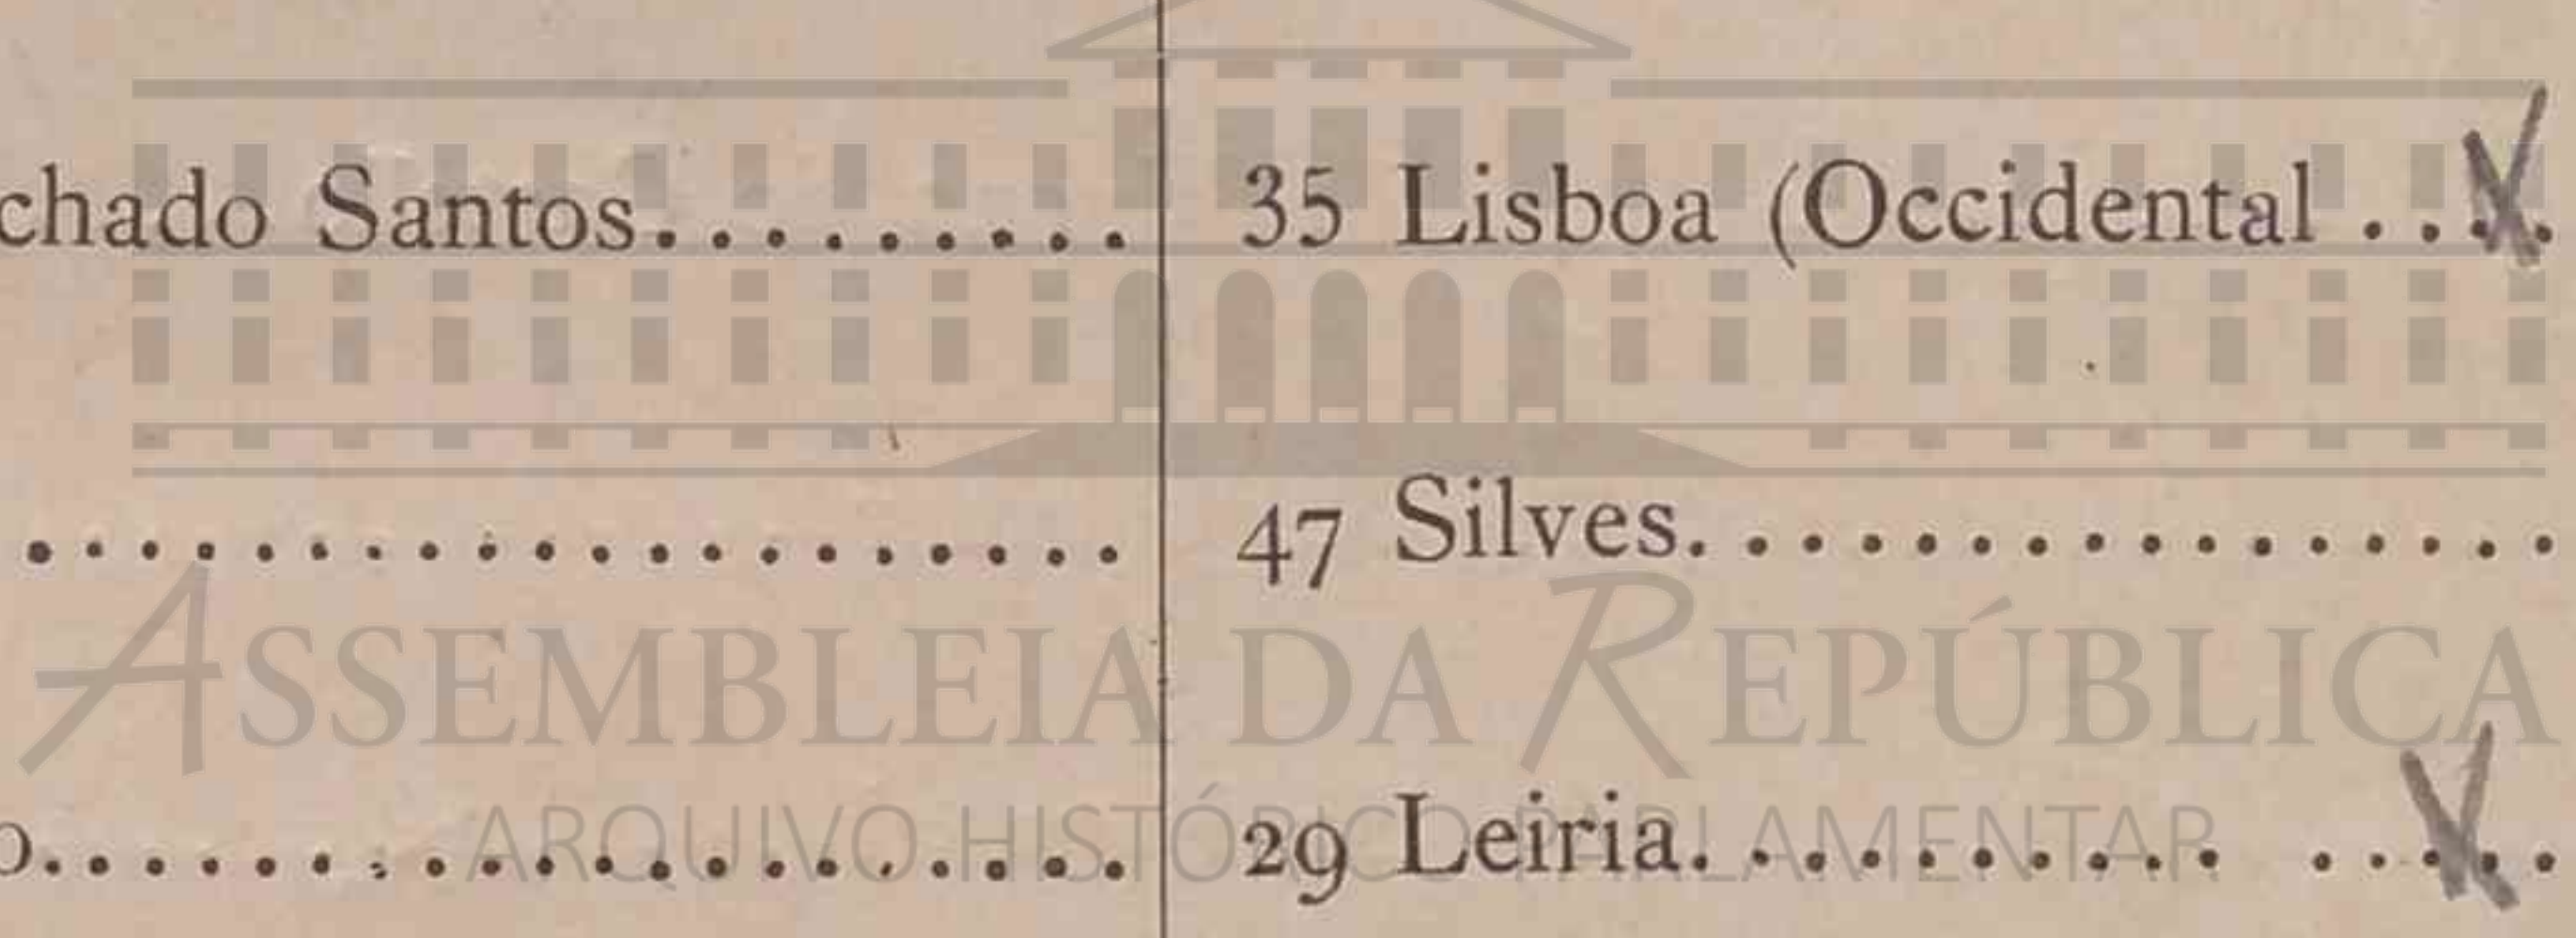 chado Santos......... 35 Lisboa (Occidental ....
.................... 47 Silves................
ASSEMBLEIA DA REPÚBLICA
ARQUIVO HISTÓRICO PARLAMENTAR
o.................... 29 Leiria.......... .....